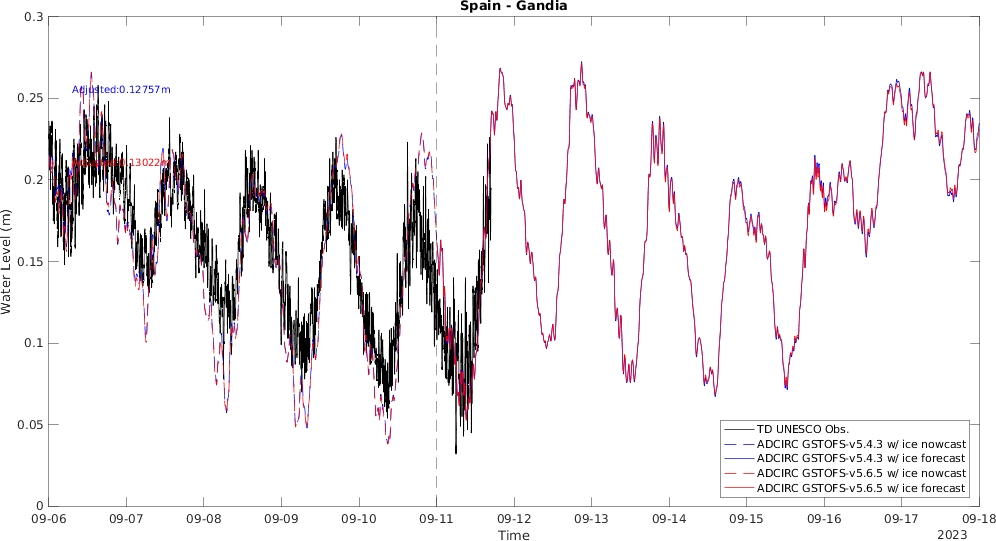 Spain - Gandia
0.3
0.25
0.2
0.15
0.1
0.05
0
Water Level (m)
Adjusted:0.12757m
0.13022m
TD UNESCO Obs.
ADCIRC GSTOFS-v5.4.3 w/ ice nowcast
ADCIRC GSTOFS-v5.4.3 w/ ice forecast
ADCIRC GSTOFS-v5.6.5 w/ ice nowcast
ADCIRC GSTOFS-v5.6.5 w/ ice forecast
09-06 09-07 09-08 09-09 09-10 09-11 09-12 09-13 09-14 09-15 09-16 09-17 09-18
Time
2023